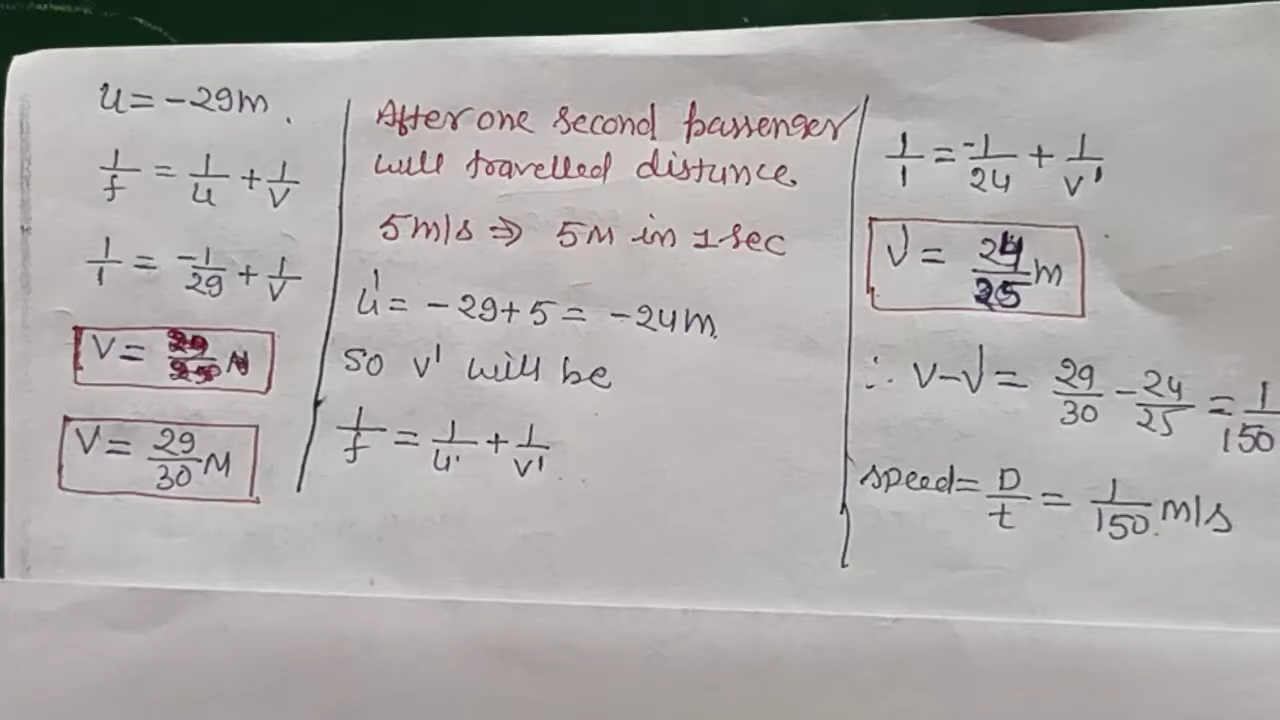 u = -29m.
1/f = 1/u + 1/v
1/1 = -1/29 + 1/v
V = 29/30 M
After one second passenger
will travelled distance
5m/s ⇒ 5M in 1 sec
u' = -29+5 = -24m.
so v' will be
1/f = 1/u' + 1/v'
1/1 = -1/24 + 1/v'
v' = 24/25 m
∴ v-v' = 29/30 - 24/25 = 1/150
speed = D/t = 1/150 m/s